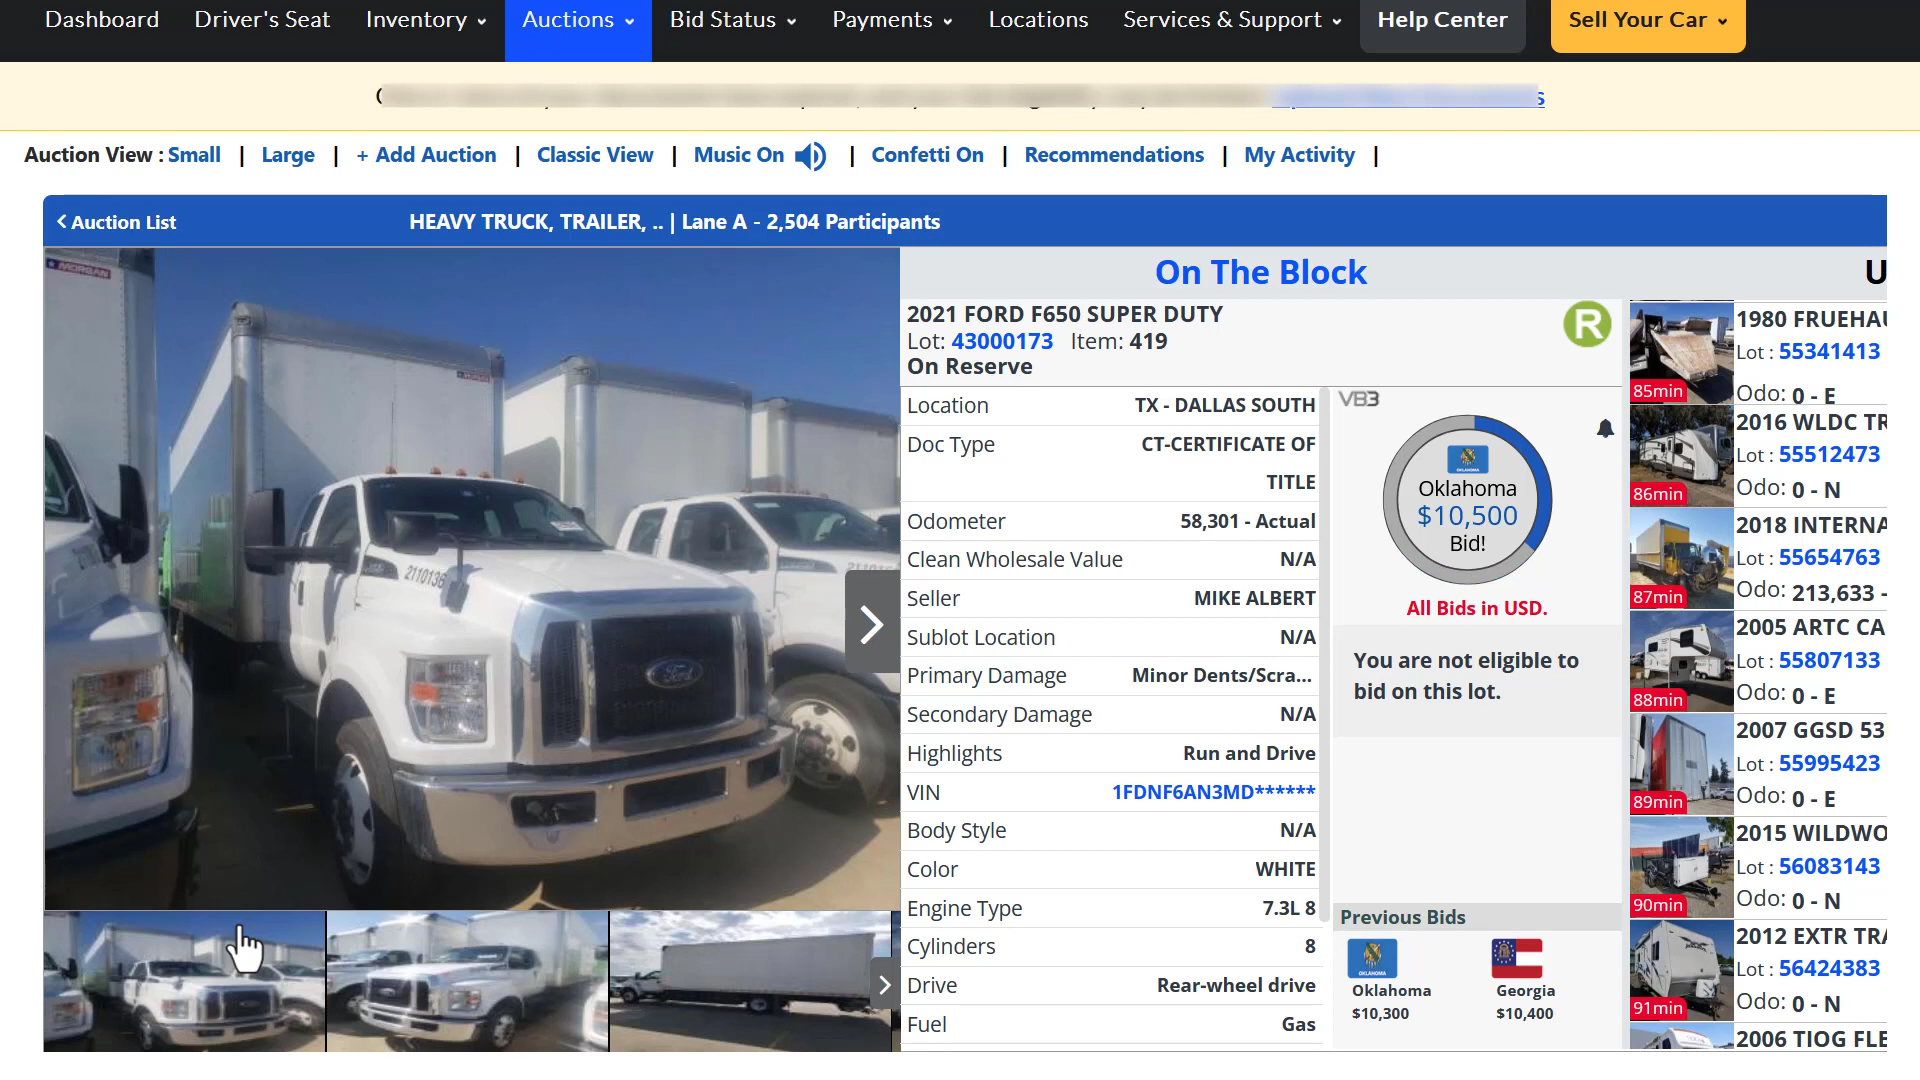 Dashboard
Driver's Seat
Inventory
Auctions
Bid Status
Payments
Locations
Services & Support
Help Center
Sell Your Car
Auction View : Small | Large | + Add Auction | Classic View | Music On | Confetti On | Recommendations | My Activity |
Auction List
HEAVY TRUCK, TRAILER, .. | Lane A - 2,504 Participants
MORGAN
MORGAN
2110136
Ford
On The Block
2021 FORD F650 SUPER DUTY
Lot: 43000173 Item: 419
On Reserve
R
Location TX - DALLAS SOUTH
Doc Type CT-CERTIFICATE OF
TITLE
Odometer 58,301 - Actual
Clean Wholesale Value N/A
Seller MIKE ALBERT
Sublot Location N/A
Primary Damage Minor Dents/Scra...
Secondary Damage N/A
Highlights Run and Drive
VIN 1FDNF6AN3MD******
Body Style N/A
Color WHITE
Engine Type 7.3L 8
Cylinders 8
Drive Rear-wheel drive
Fuel Gas
VB3
OKLAHOMA
Oklahoma
$10,500
Bid!
All Bids in USD.
You are not eligible to
bid on this lot.
Previous Bids
OKLAHOMA
Oklahoma
$10,300
Georgia
$10,400
U
1980 FRUEHAU
Lot : 55341413
Odo: 0 - E
85min
2016 WLDC TR
Lot : 55512473
Odo: 0 - N
86min
2018 INTERNA
Lot : 55654763
Odo: 213,633 -
87min
2005 ARTC CA
Lot : 55807133
Odo: 0 - E
88min
2007 GGSD 53
Lot : 55995423
Odo: 0 - E
89min
2015 WILDWO
Lot : 56083143
Odo: 0 - N
90min
2012 EXTR TRA
Lot : 56424383
Odo: 0 - N
91min
2006 TIOG FLE